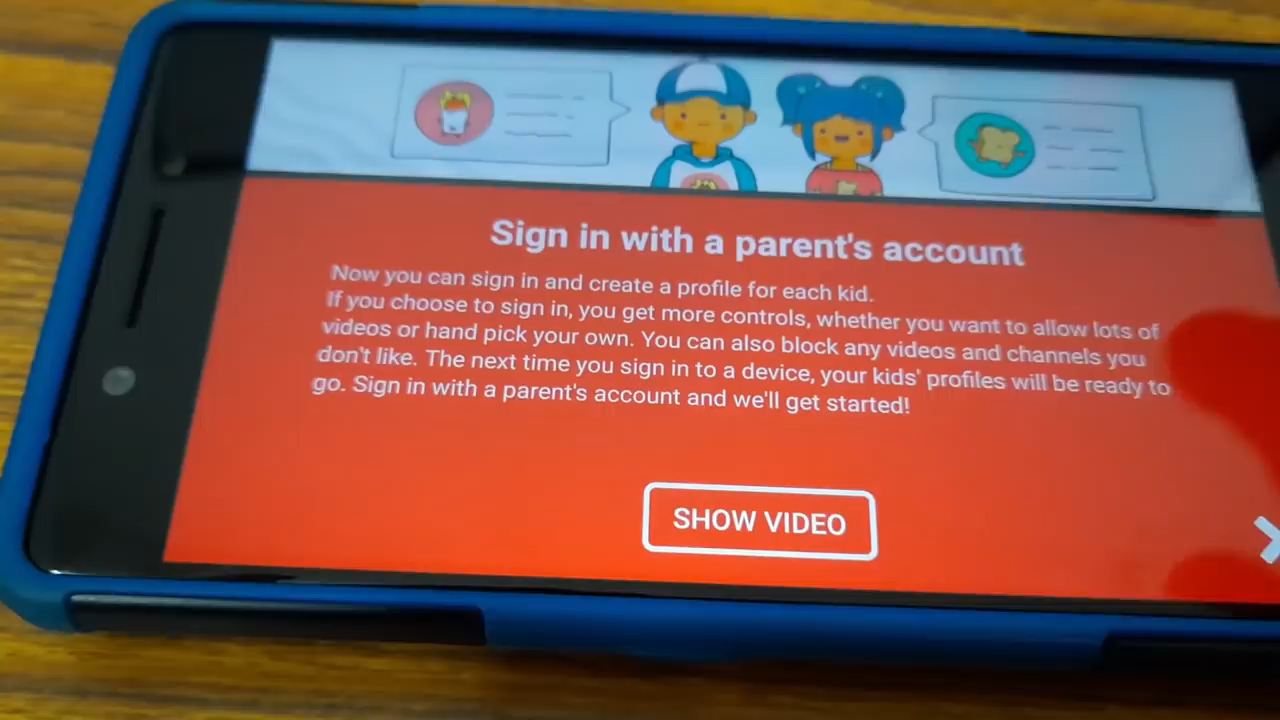 Sign in with a parent's account
Now you can sign in and create a profile for each kid.
If you choose to sign in, you get more controls, whether you want to allow lots of
videos or hand pick your own. You can also block any videos and channels you
don't like. The next time you sign in to a device, your kids' profiles will be ready to
go. Sign in with a parent's account and we'll get started!
SHOW VIDEO